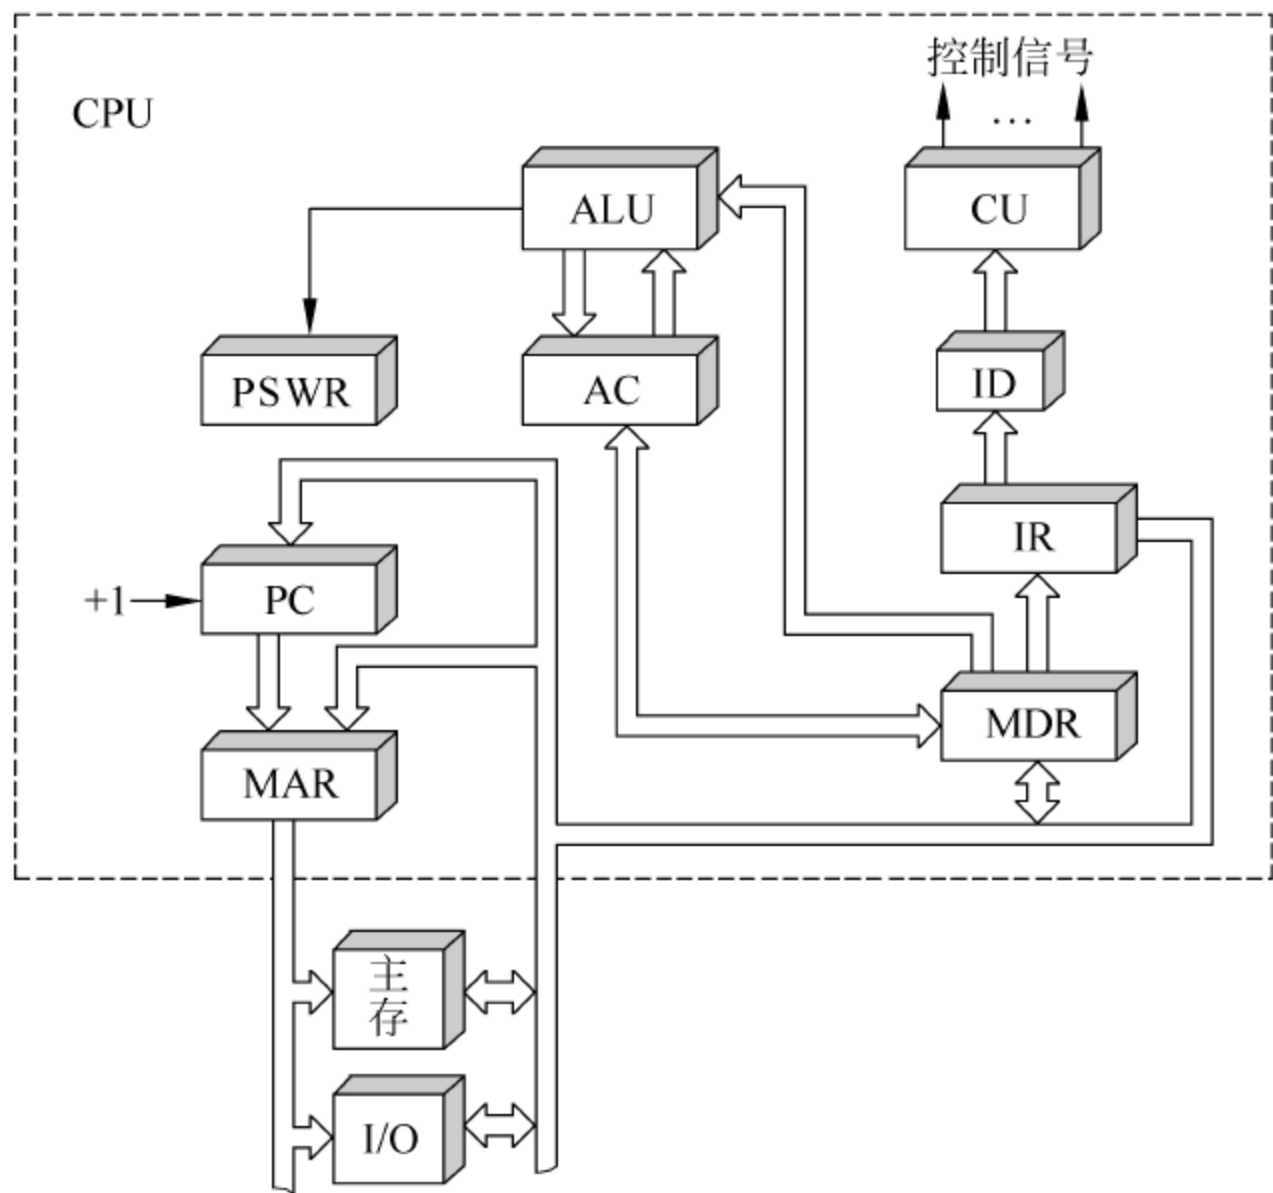 控制信号
CPU
…
ALU
CU
PSWR
AC
ID
IR
+1
PC
MDR
MAR
主存
I/O